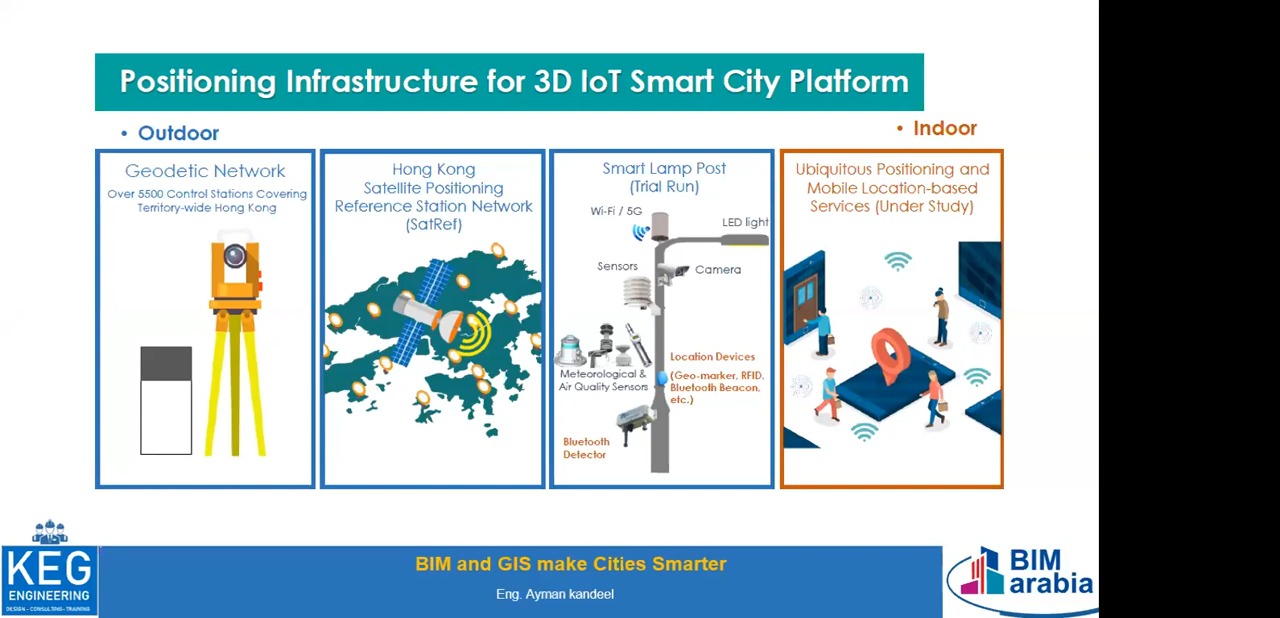 Positioning Infrastructure for 3D IoT Smart City Platform
• Outdoor
• Indoor
Geodetic Network
Over 5500 Control Stations Covering
Territory-wide Hong Kong
Hong Kong
Satellite Positioning
Reference Station Network
(SatRef)
Smart Lamp Post
(Trial Run)
Wi-Fi / 5G
LED light
Sensors
Camera
Meteorological &
Air Quality Sensors
Location Devices
(Geo-marker, RFID,
Bluetooth Beacon,
etc.)
Bluetooth
Detector
Ubiquitous Positioning and
Mobile Location-based
Services (Under Study)
KEG
ENGINEERING
DESIGN - CONSULTING - TRAINING
BIM and GIS make Cities Smarter
Eng. Ayman kandeel
BIM
arabia